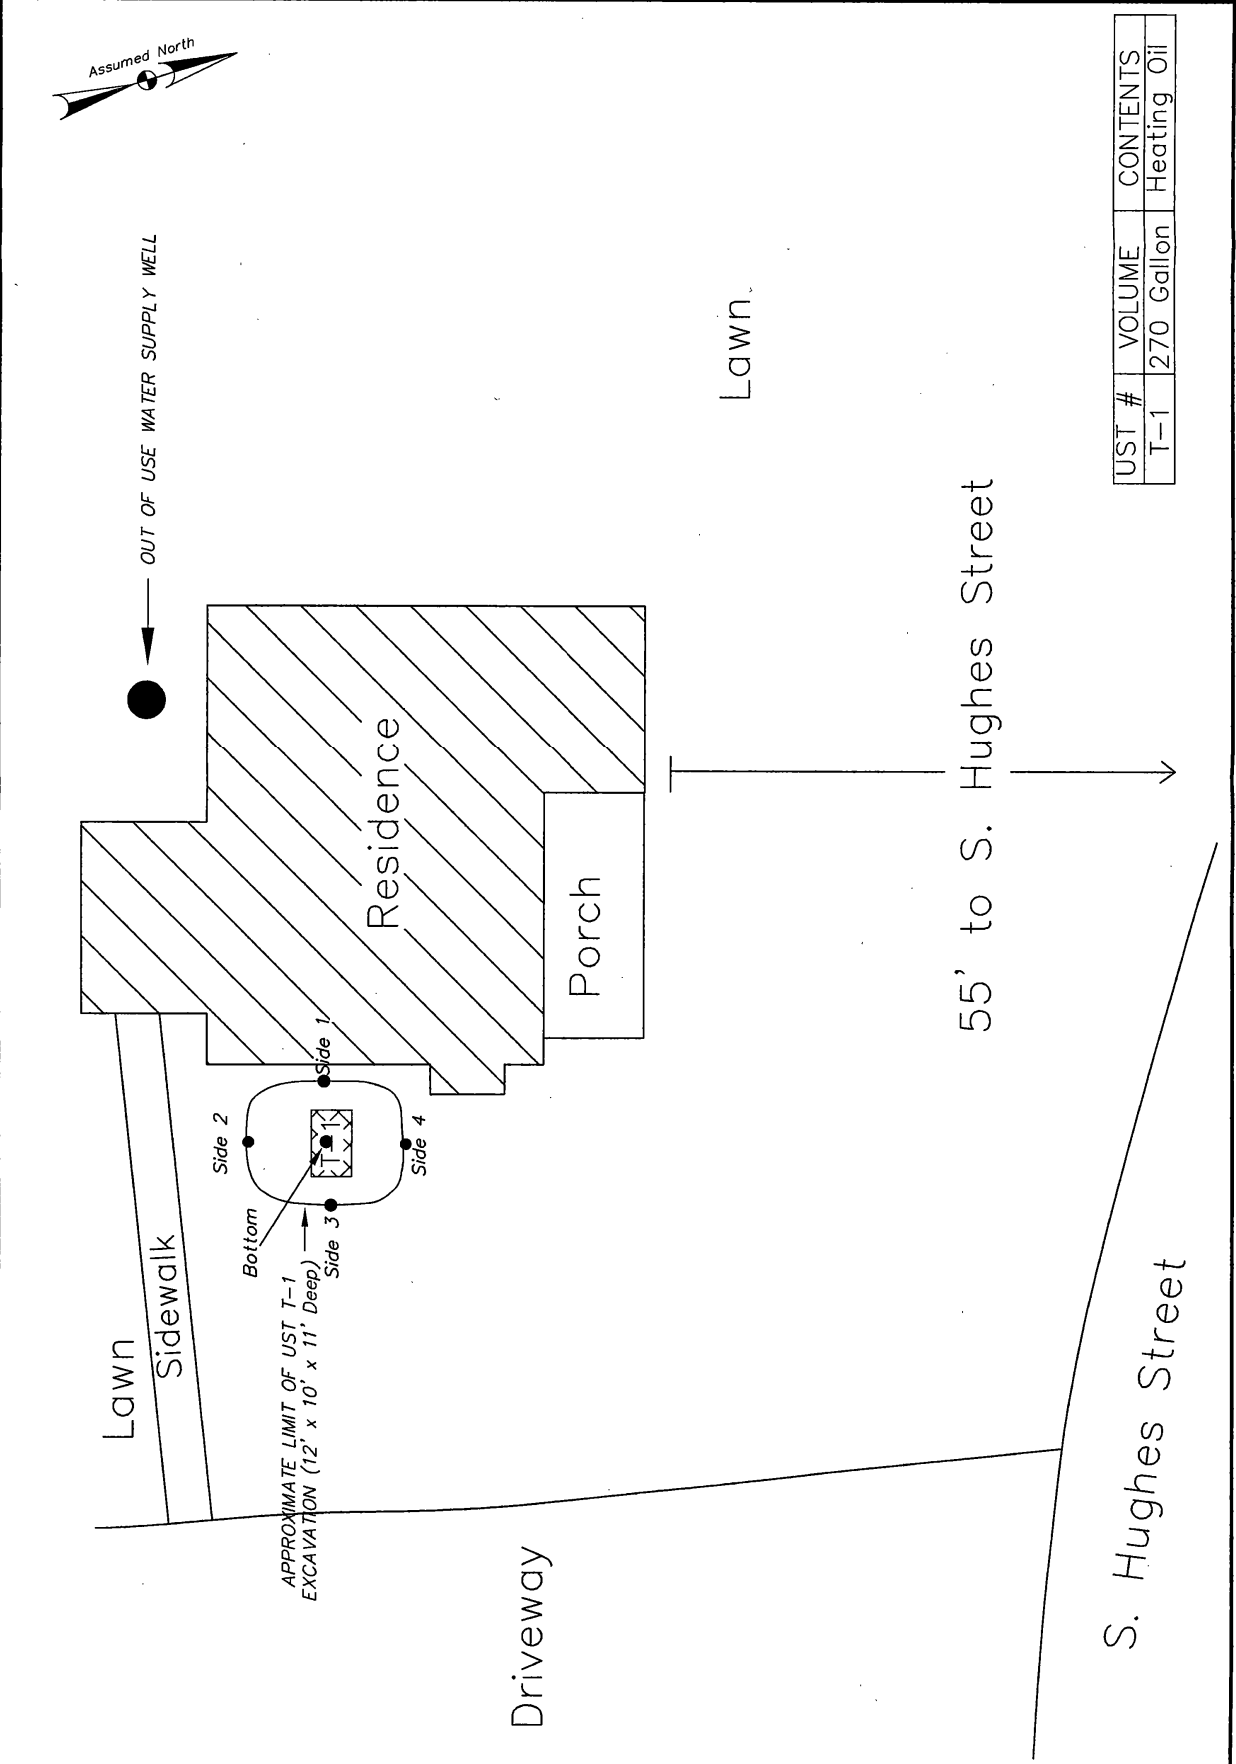 Assumed North
OUT OF USE WATER SUPPLY WELL
Lawn
Sidewalk
Side 2
Bottom
APPROXIMATE LIMIT OF UST T-1
EXCAVATION (12' x 10' x 11' Deep)
Side 3
T-1
Side 1
Side 4
Residence
Porch
Lawn
Driveway
55' to S. Hughes Street
S. Hughes Street
UST # VOLUME CONTENTS
T-1 270 Gallon Heating Oil